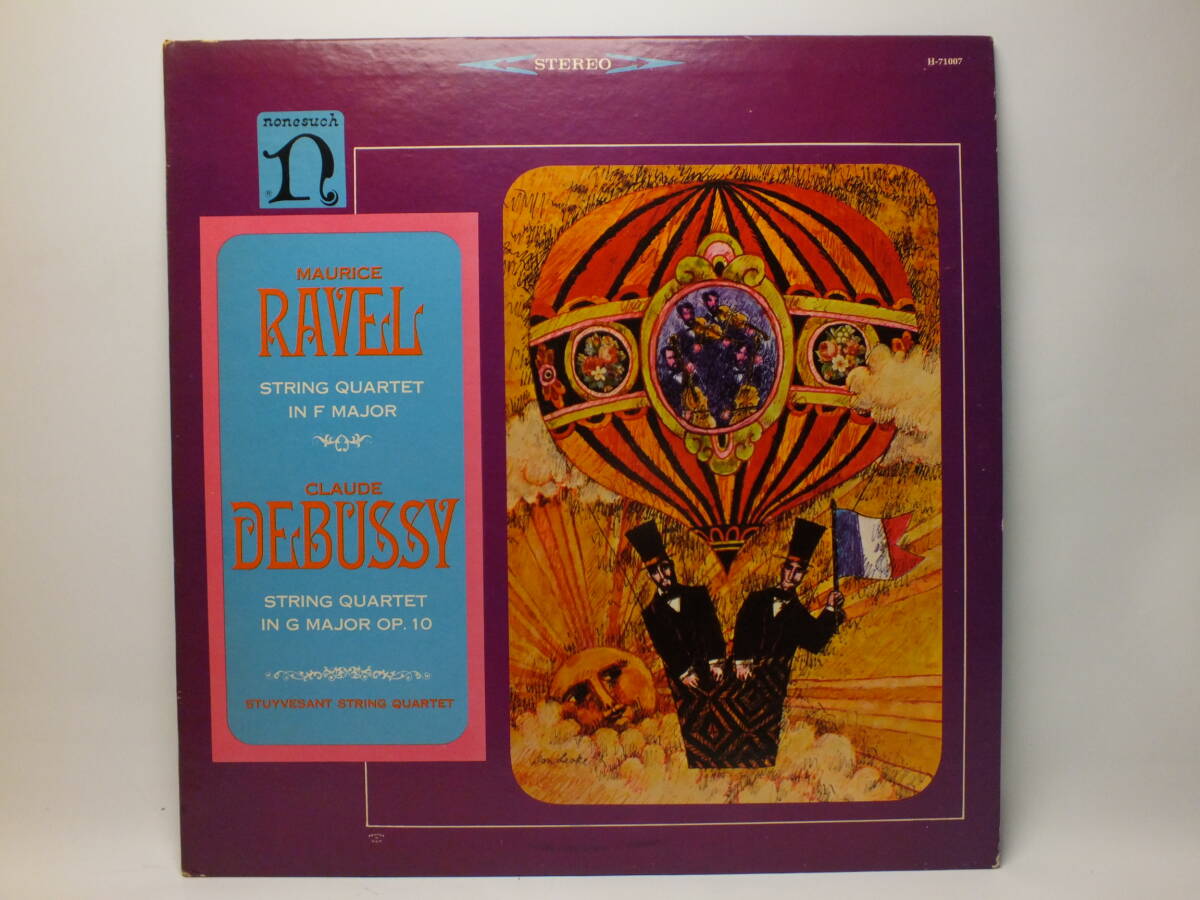 STEREO
H-71007
nonesuch
n
®
MAURICE
RAVEL
STRING QUARTET
IN F MAJOR
CLAUDE
DEBUSSY
STRING QUARTET
IN G MAJOR OP. 10
STUYVESANT STRING QUARTET